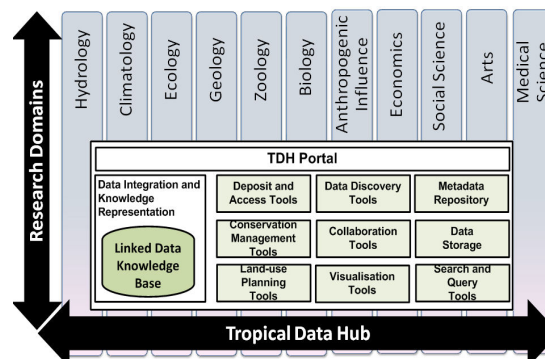 Research Domains
Hydrology
Climatology
Ecology
Geology
Zoology
Biology
Anthropogenic
Influence
Economics
Social Science
Arts
Medical
Science
TDH Portal
Data Integration and
Knowledge
Representation
Linked Data
Knowledge
Base
Deposit and
Access Tools
Data Discovery
Tools
Metadata
Repository
Conservation
Management
Tools
Collaboration
Tools
Data
Storage
Land-use
Planning
Tools
Visualisation
Tools
Search and
Query
Tools
Tropical Data Hub